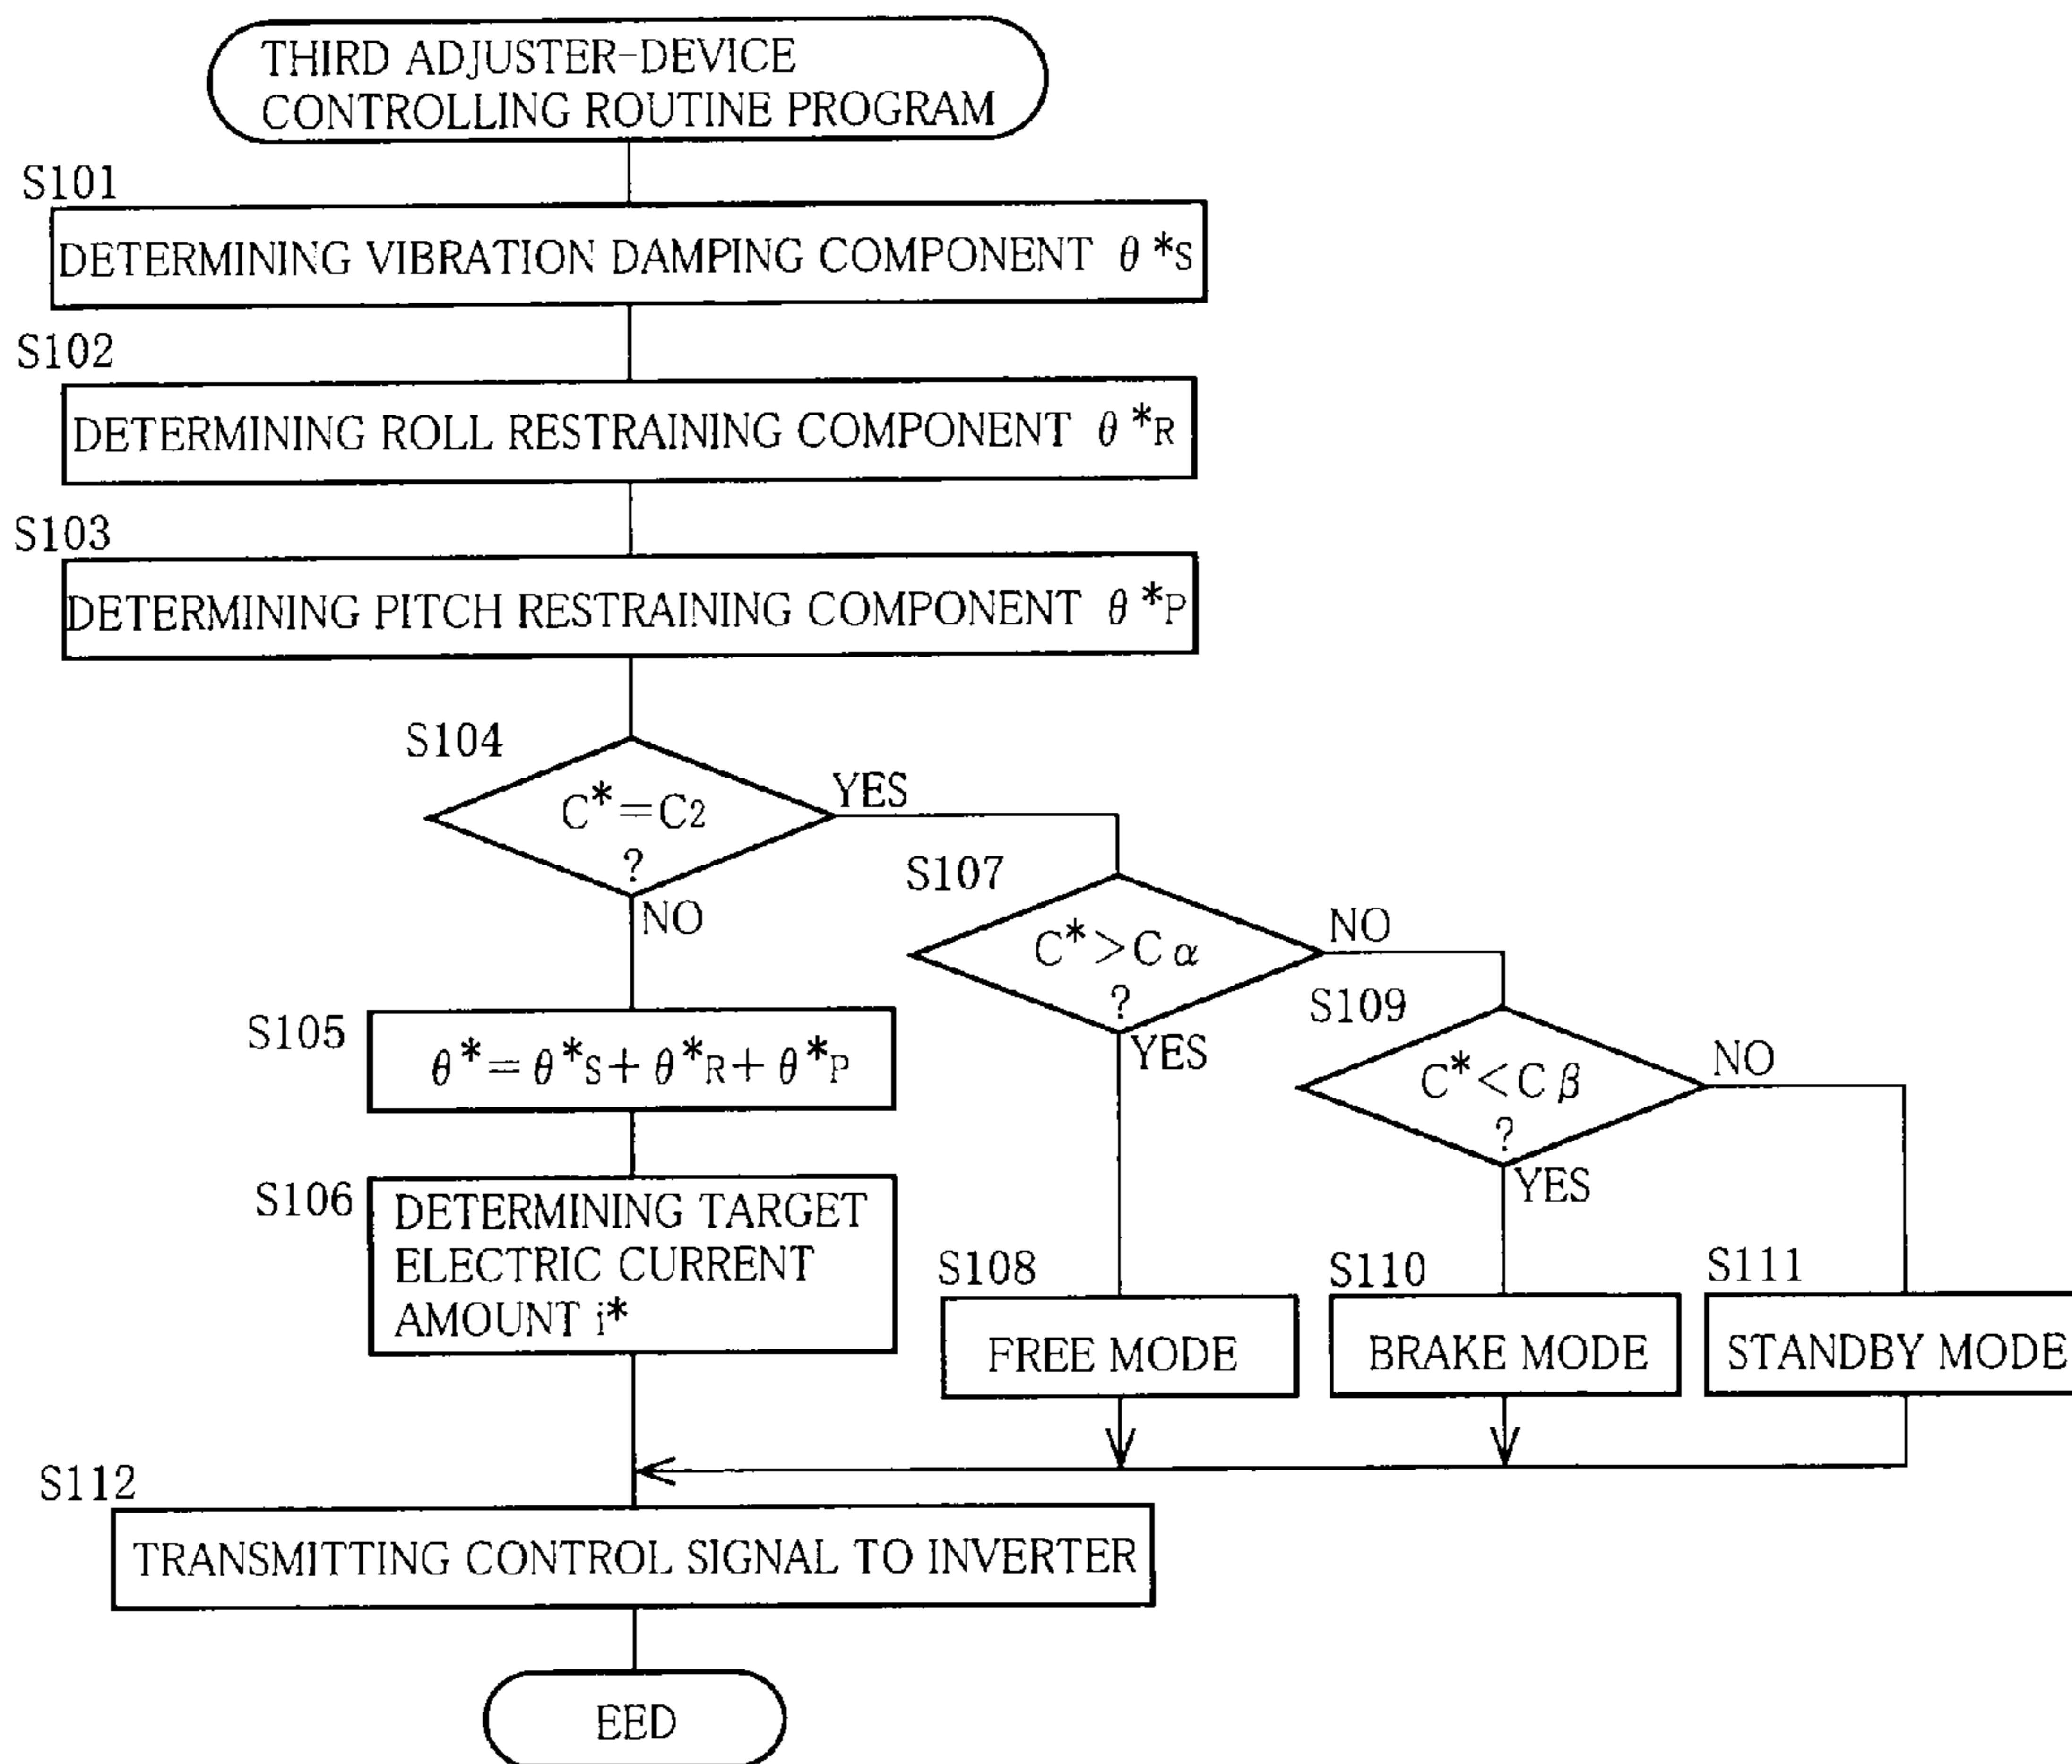 THIRD ADJUSTER-DEVICE
CONTROLLING ROUTINE PROGRAM
S101
DETERMINING VIBRATION DAMPING COMPONENT θ*S
S102
DETERMINING ROLL RESTRAINING COMPONENT θ*R
S103
DETERMINING PITCH RESTRAINING COMPONENT θ*P
S104
C*=C2
?
YES
NO
S107
C*>Cα
?
NO
YES
S109
C*<Cβ
?
NO
YES
S105
θ*=θ*S+θ*R+θ*P
S106
DETERMINING TARGET
ELECTRIC CURRENT
AMOUNT i*
S108
FREE MODE
S110
BRAKE MODE
S111
STANDBY MODE
S112
TRANSMITTING CONTROL SIGNAL TO INVERTER
EED